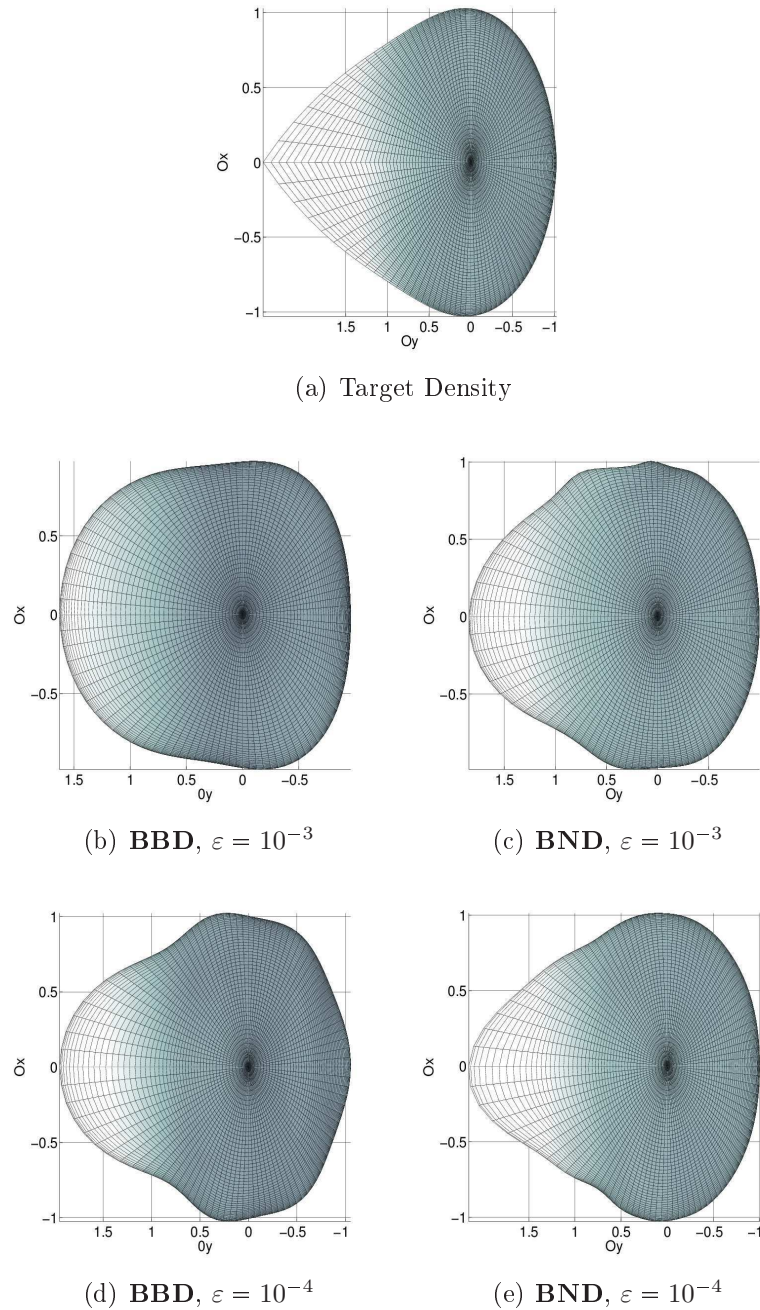 1
0.5
Ox
0
−0.5
−1
1.5 1 0.5 0 −0.5 −1
Oy
(a) Target Density
0.5
Ox
0
−0.5
1.5 1 0.5 0 −0.5
0y
(b) BBD, ε = 10⁻³
1
0.5
Ox
0
−0.5
1.5 1 0.5 0 −0.5
Oy
(c) BND, ε = 10⁻³
1
0.5
Ox
0
−0.5
−1
1.5 1 0.5 0 −0.5 −1
0y
(d) BBD, ε = 10⁻⁴
1
0.5
Ox
0
−0.5
−1
1.5 1 0.5 0 −0.5 −1
Oy
(e) BND, ε = 10⁻⁴